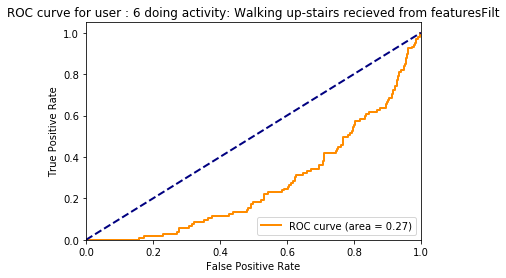 ROC curve for user : 6 doing activity: Walking up-stairs recieved from featuresFilt
1.0
0.8
0.6
0.4
0.2
0.0
True Positive Rate
ROC curve (area = 0.27)
0.0 0.2 0.4 0.6 0.8 1.0
False Positive Rate